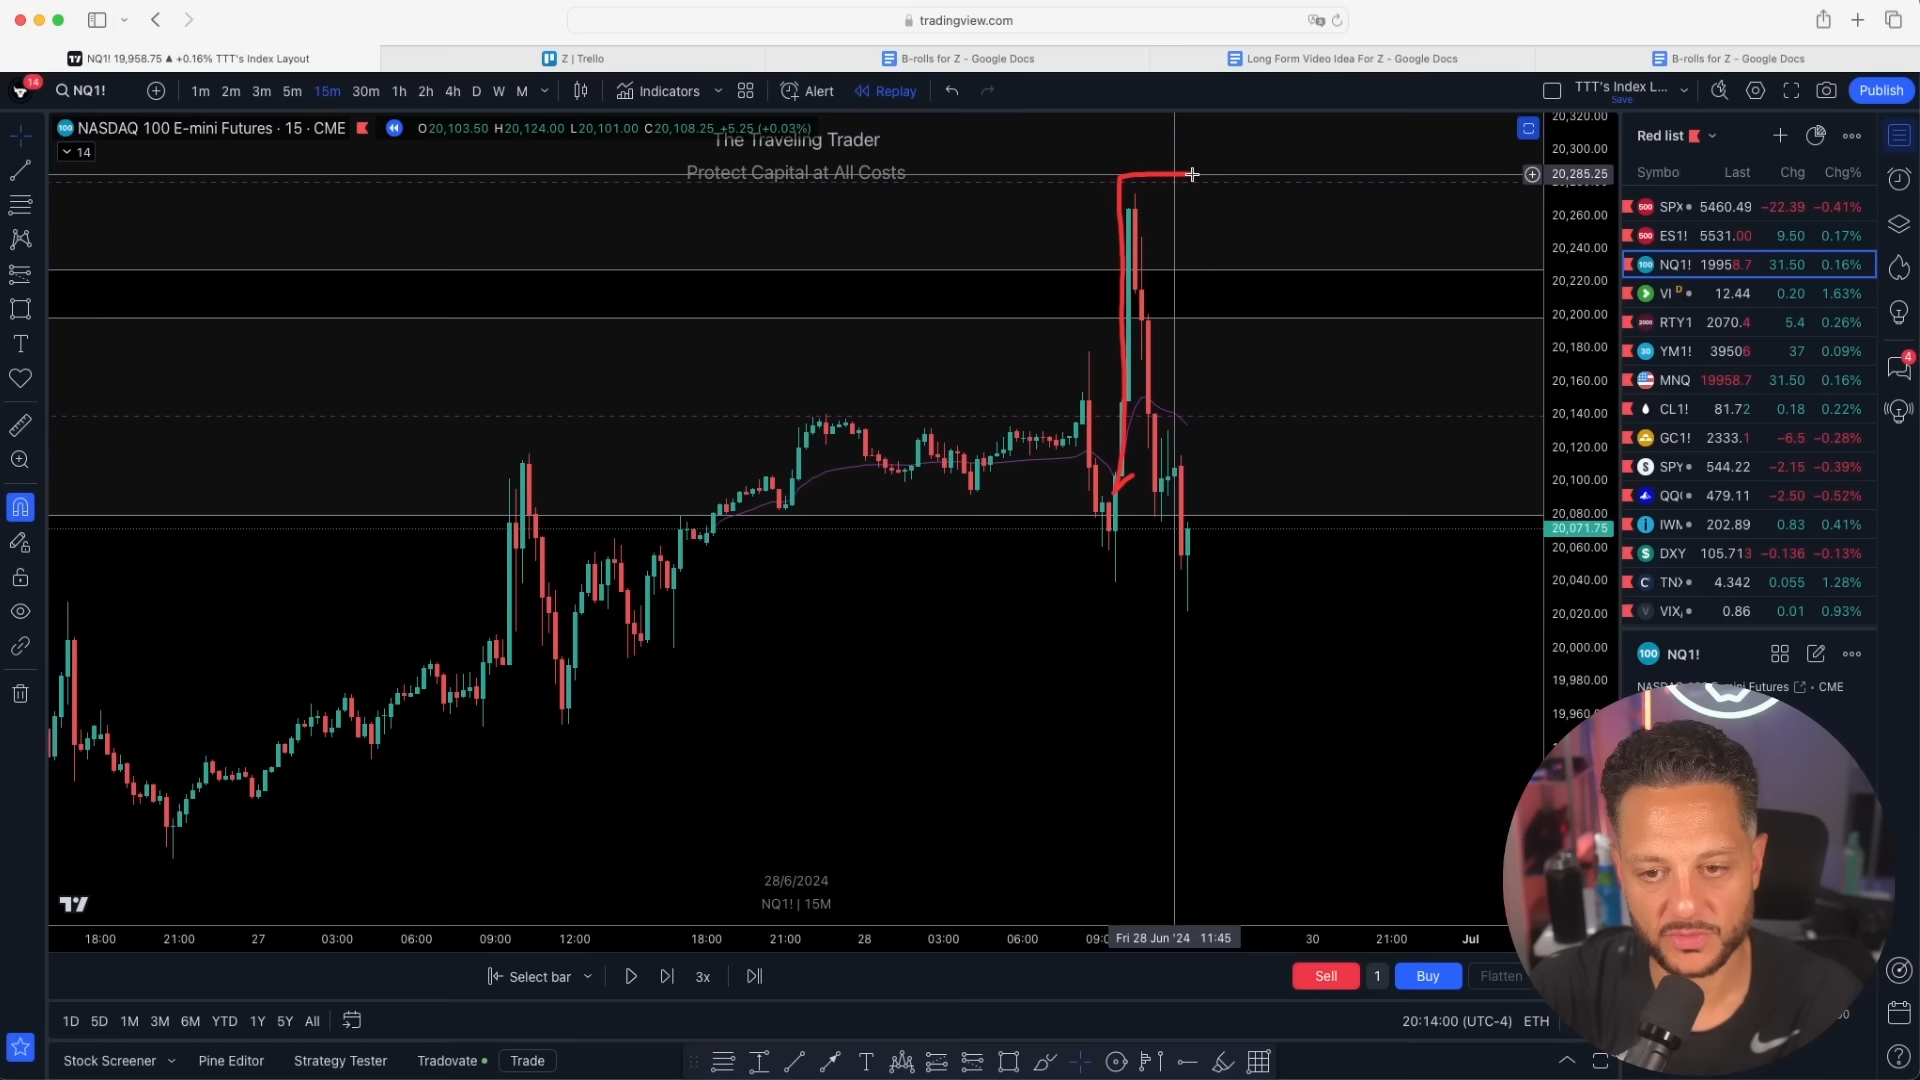 tradingview.com
NQ1! 19,958.75 ▲ +0.16% TTT's Index Layout
Z | Trello
B-rolls for Z - Google Docs
Long Form Video Idea For Z - Google Docs
B-rolls for Z - Google Docs
14
NQ1!
1m 2m 3m 5m 15m 30m 1h 2h 4h D W M
Indicators
Alert
Replay
TTT's Index L...
Save
Publish
NASDAQ 100 E-mini Futures · 15 · CME
O20,103.50 H20,124.00 L20,101.00 C20,108.25 +5.25 (+0.03%)
14
The Traveling Trader
Protect Capital at All Costs
20,320.00
20,300.00
20,285.25
20,260.00
20,240.00
20,220.00
20,200.00
20,180.00
20,160.00
20,140.00
20,120.00
20,100.00
20,080.00
20,071.75
20,060.00
20,040.00
20,020.00
20,000.00
19,980.00
19,960.
Red list
Symbo Last Chg Chg%
SPX 5460.49 −22.39 −0.41%
ES1! 5531.00 9.50 0.17%
NQ1! 19958.7 31.50 0.16%
VI D 12.44 0.20 1.63%
RTY1 2070.4 5.4 0.26%
YM1! 39506 37 0.09%
MNQ 19958.7 31.50 0.16%
CL1! 81.72 0.18 0.22%
GC1! 2333.1 −6.5 −0.28%
SPY 544.22 −2.15 −0.39%
QQ 479.11 −2.50 −0.52%
IWM 202.89 0.83 0.41%
DXY 105.713 −0.136 −0.13%
TNX 4.342 0.055 1.28%
VIX 0.86 0.01 0.93%
4
100 NQ1!
E-mini Futures · CME
28/6/2024
NQ1! | 15M
18:00 21:00 27 03:00 06:00 09:00 12:00 18:00 21:00 28 03:00 06:00 Fri 28 Jun '24 11:45 30 21:00 Jul
Select bar
3x
Sell 1 Buy Flatten
1D 5D 1M 3M 6M YTD 1Y 5Y All
20:14:00 (UTC-4) ETH
Stock Screener
Pine Editor
Strategy Tester
Tradovate
Trade